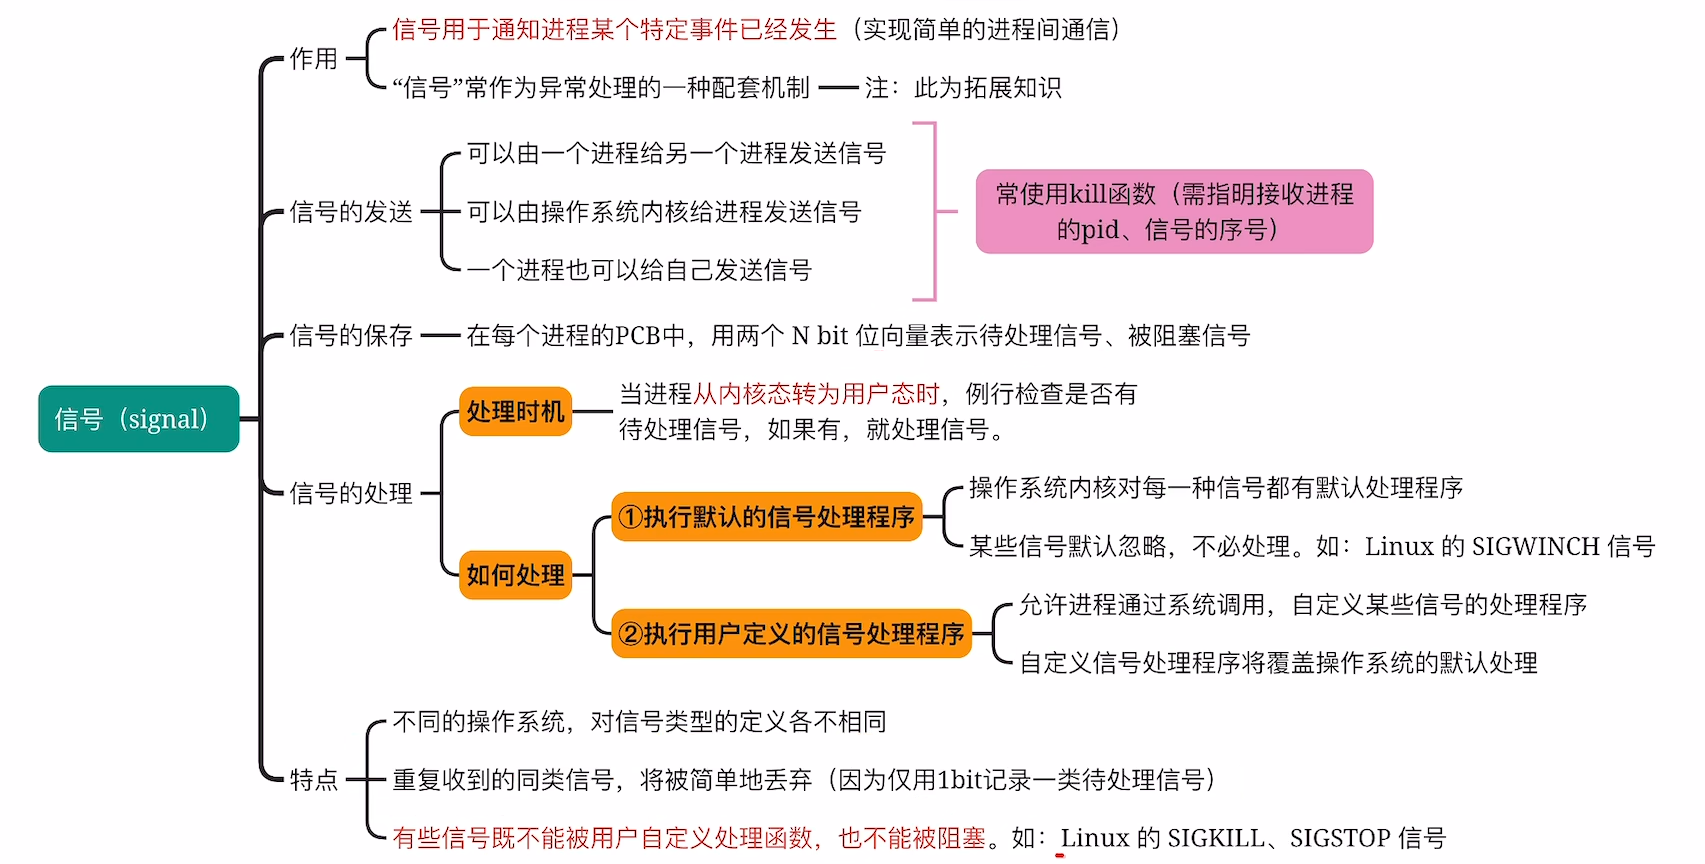 信号用于通知进程某个特定事件已经发生（实现简单的进程间通信）
作用
“信号”常作为异常处理的一种配套机制
注：此为拓展知识
可以由一个进程给另一个进程发送信号
信号的发送
可以由操作系统内核给进程发送信号
一个进程也可以给自己发送信号
常使用kill函数（需指明接收进程
的pid、信号的序号）
信号的保存
在每个进程的PCB中，用两个 N bit 位向量表示待处理信号、被阻塞信号
信号（signal）
处理时机
当进程从内核态转为用户态时，例行检查是否有
待处理信号，如果有，就处理信号。
信号的处理
如何处理
①执行默认的信号处理程序
操作系统内核对每一种信号都有默认处理程序
某些信号默认忽略，不必处理。如：Linux 的 SIGWINCH 信号
②执行用户定义的信号处理程序
允许进程通过系统调用，自定义某些信号的处理程序
自定义信号处理程序将覆盖操作系统的默认处理
特点
不同的操作系统，对信号类型的定义各不相同
重复收到的同类信号，将被简单地丢弃（因为仅用1bit记录一类待处理信号）
有些信号既不能被用户自定义处理函数，也不能被阻塞。如：Linux 的 SIGKILL、SIGSTOP 信号